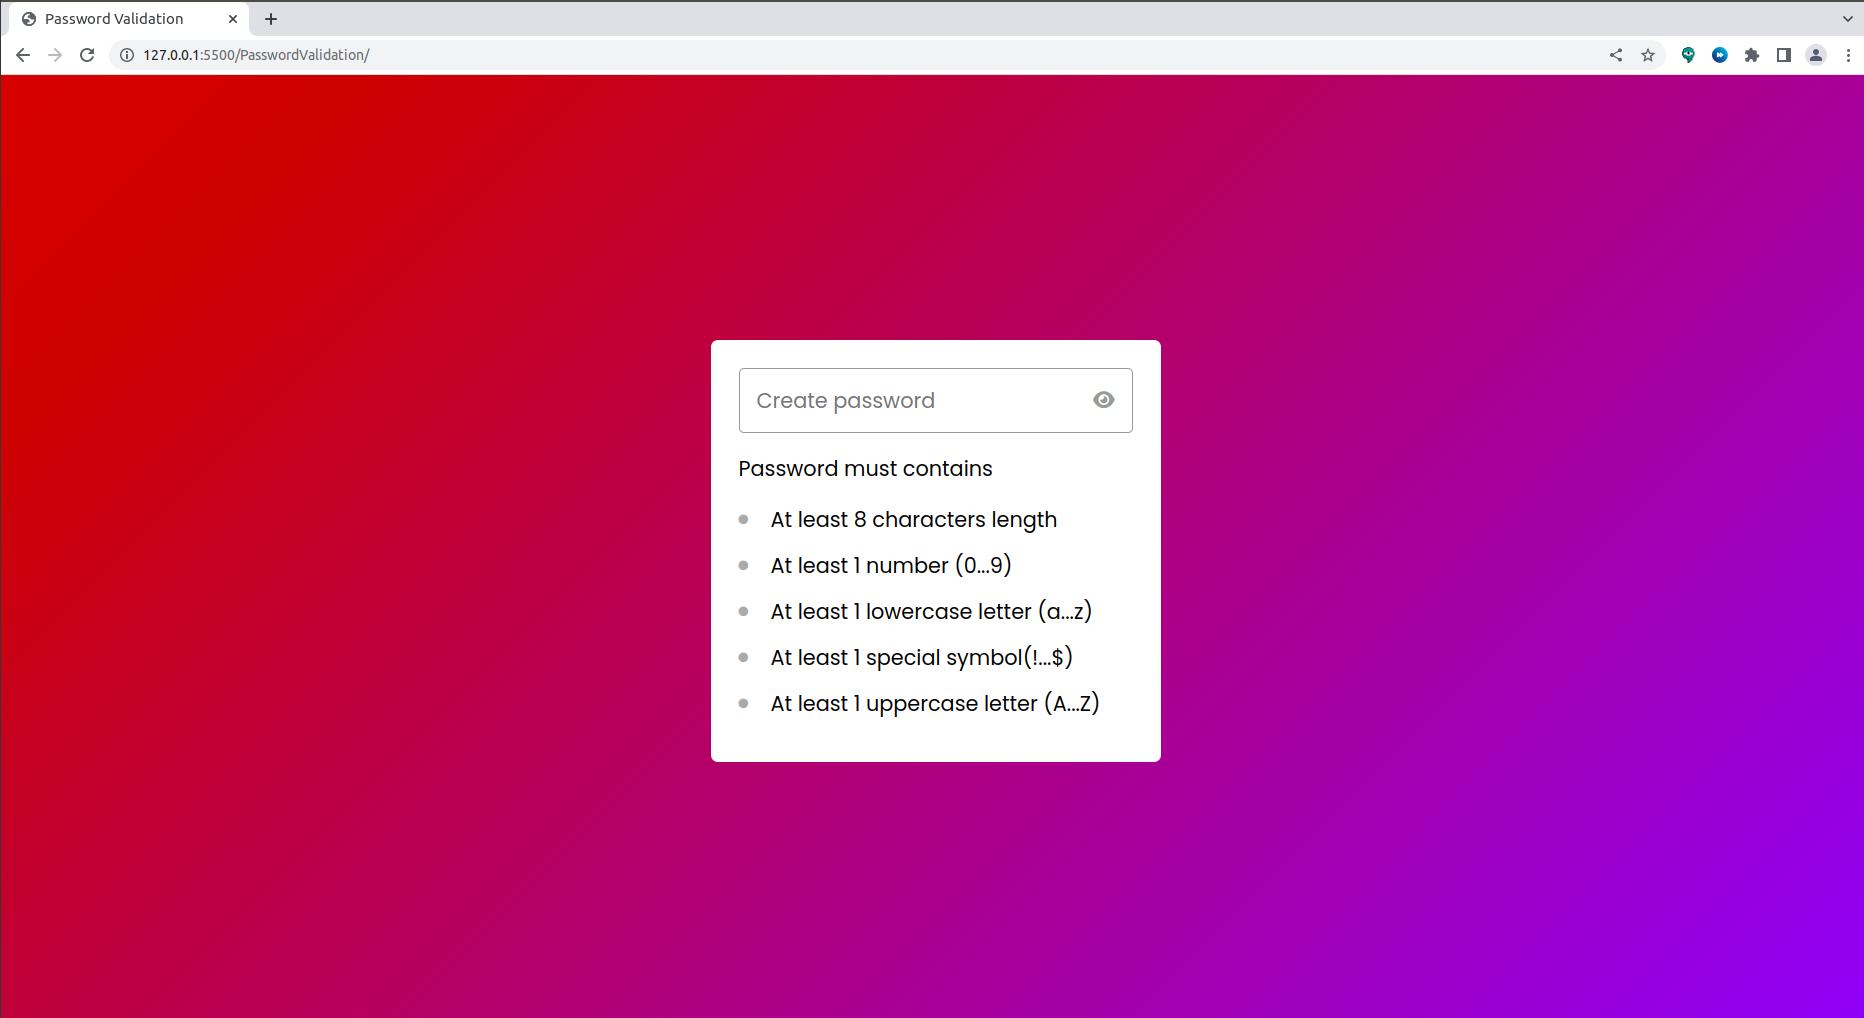 Password Validation
127.0.0.1:5500/PasswordValidation/
Create password
Password must contains
At least 8 characters length
At least 1 number (0...9)
At least 1 lowercase letter (a...z)
At least 1 special symbol(!...$)
At least 1 uppercase letter (A...Z)